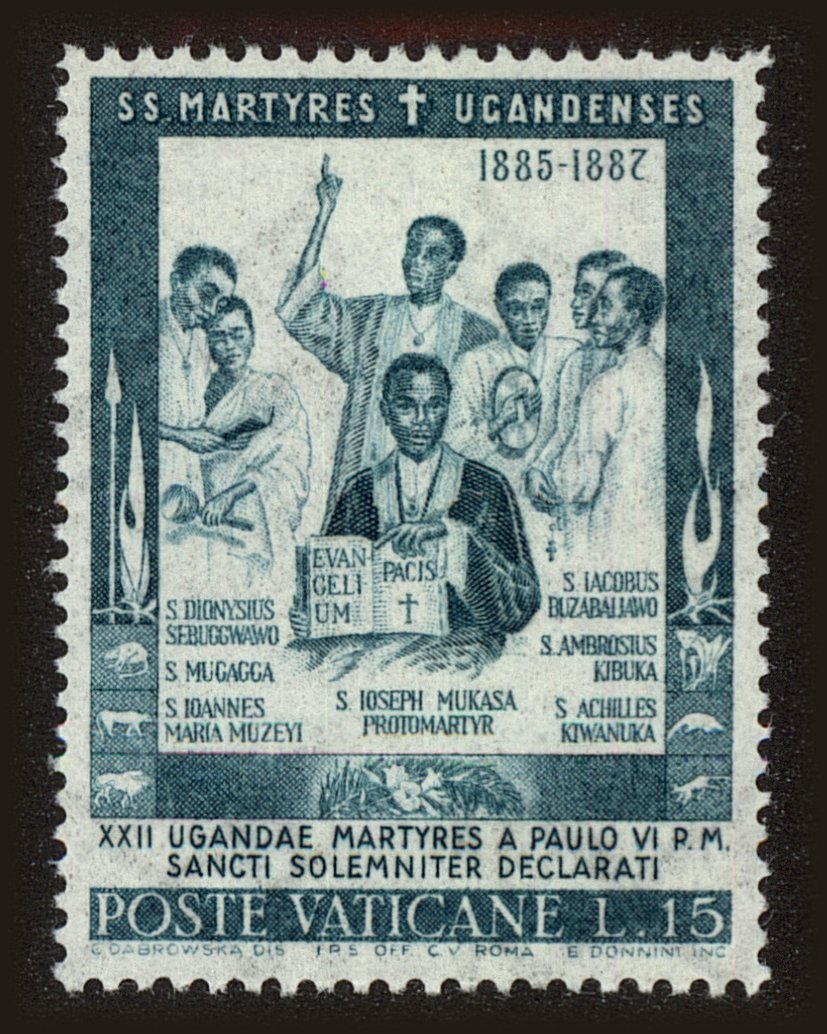 SS. MARTYRES ✝ UGANDENSES
1885-1887
EVAN-
GELI
UM
PACIS
✝
S. DIONYSIUS
SEBUGGWAWO
S. MUGAGGA
S. IOANNES
MARIA MUZEYI
S. IOSEPH MUKASA
PROTOMARTYR
S. IACOBUS
BUZABALIAWO
S. AMBROSIUS
KIBUKA
S. ACHILLES
KIWANUKA
XXII UGANDAE MARTYRES A PAULO VI P. M.
SANCTI SOLEMNITER DECLARATI
POSTE VATICANE L. 15
C. DABROWSKA DIS I.P.S. OFF. C.V. ROMA E. DONNINI INC